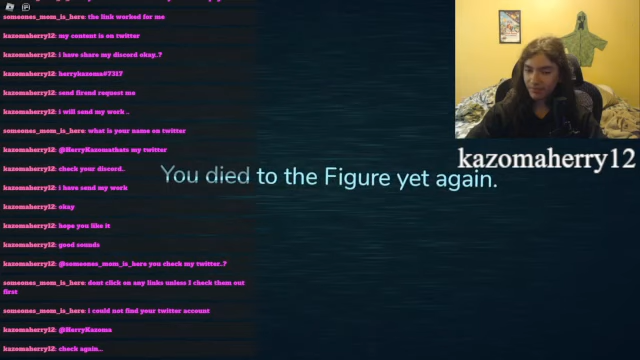 someones_mom_is_here: the link worked for me
kazomaherry12: my content is on twitter
kazomaherry12: i have share my discord okay..?
kazomaherry12: herrykazoma#7317
kazomaherry12: send firend request me
kazomaherry12: i will send my work ..
someones_mom_is_here: what is your name on twitter
kazomaherry12: @HerryKazomathats my twitter
kazomaherry12: check your discord..
kazomaherry12: i have send my work
kazomaherry12: okay
kazomaherry12: hope you like it
kazomaherry12: good sounds
kazomaherry12: @someones_mom_is_here you check my twitter..?
someones_mom_is_here: dont click on any links unless I check them out
first
someones_mom_is_here: i could not find your twitter account
kazomaherry12: @HerryKazoma
kazomaherry12: check again...
You died to the Figure yet again.
kazomaherry12